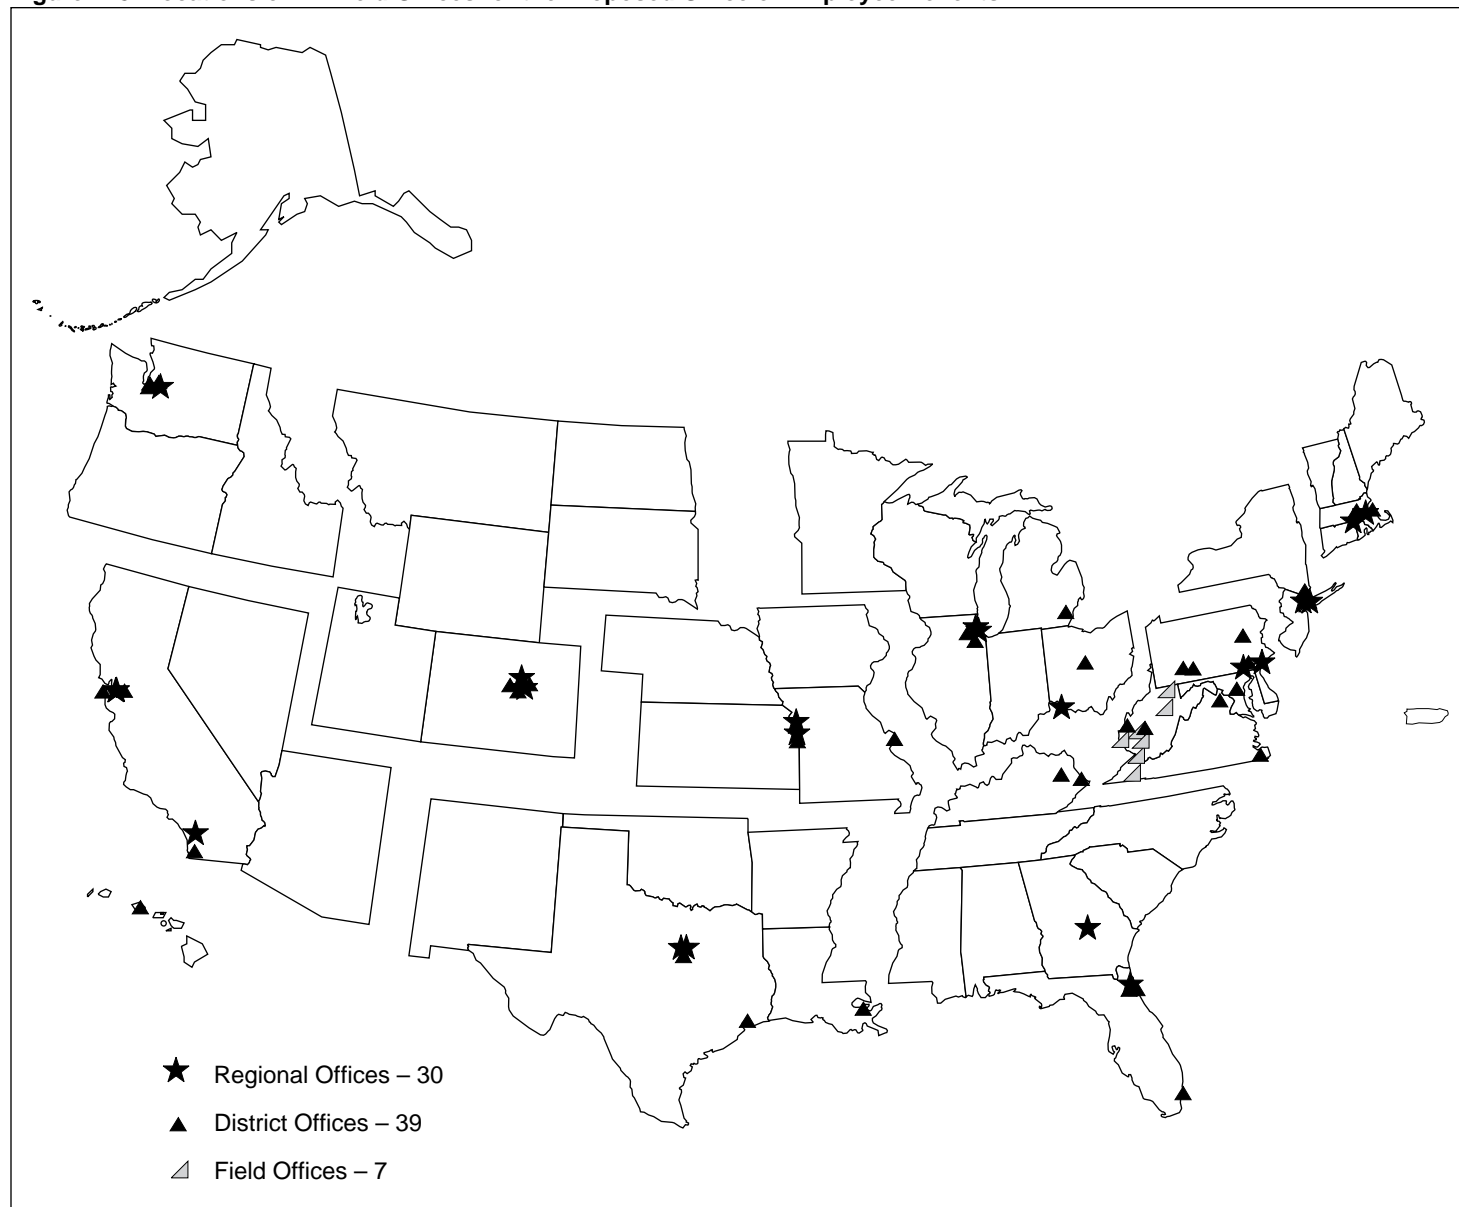 Regional Offices – 30
District Offices – 39
Field Offices – 7